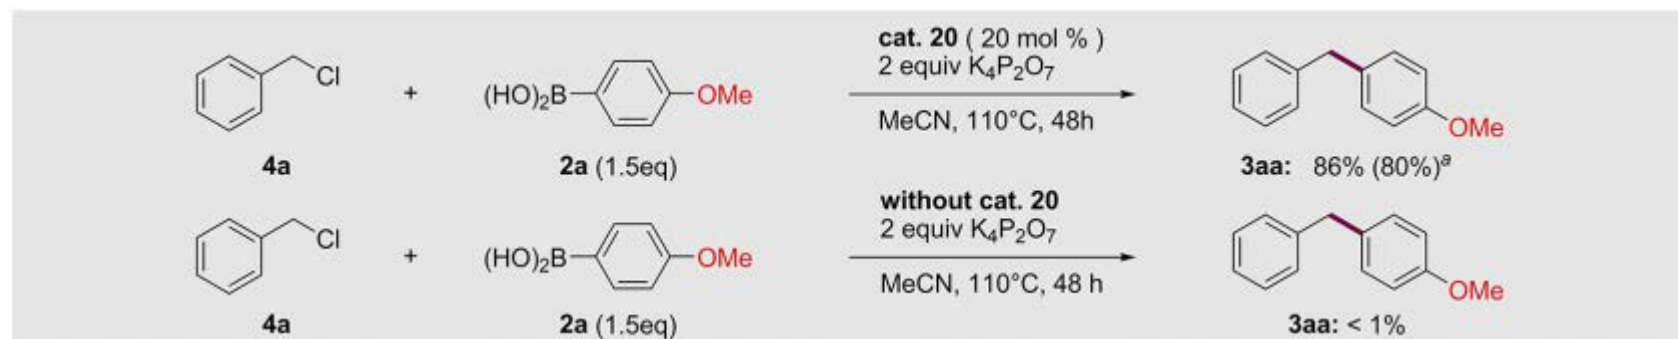 cat. 20 ( 20 mol % )
2 equiv K₄P₂O₇
Cl + (HO)₂B OMe
MeCN, 110°C, 48h
OMe
4a 2a (1.5eq) 3aa: 86% (80%)ᵃ
without cat. 20
2 equiv K₄P₂O₇
Cl + (HO)₂B OMe
MeCN, 110°C, 48 h
OMe
4a 2a (1.5eq) 3aa: < 1%